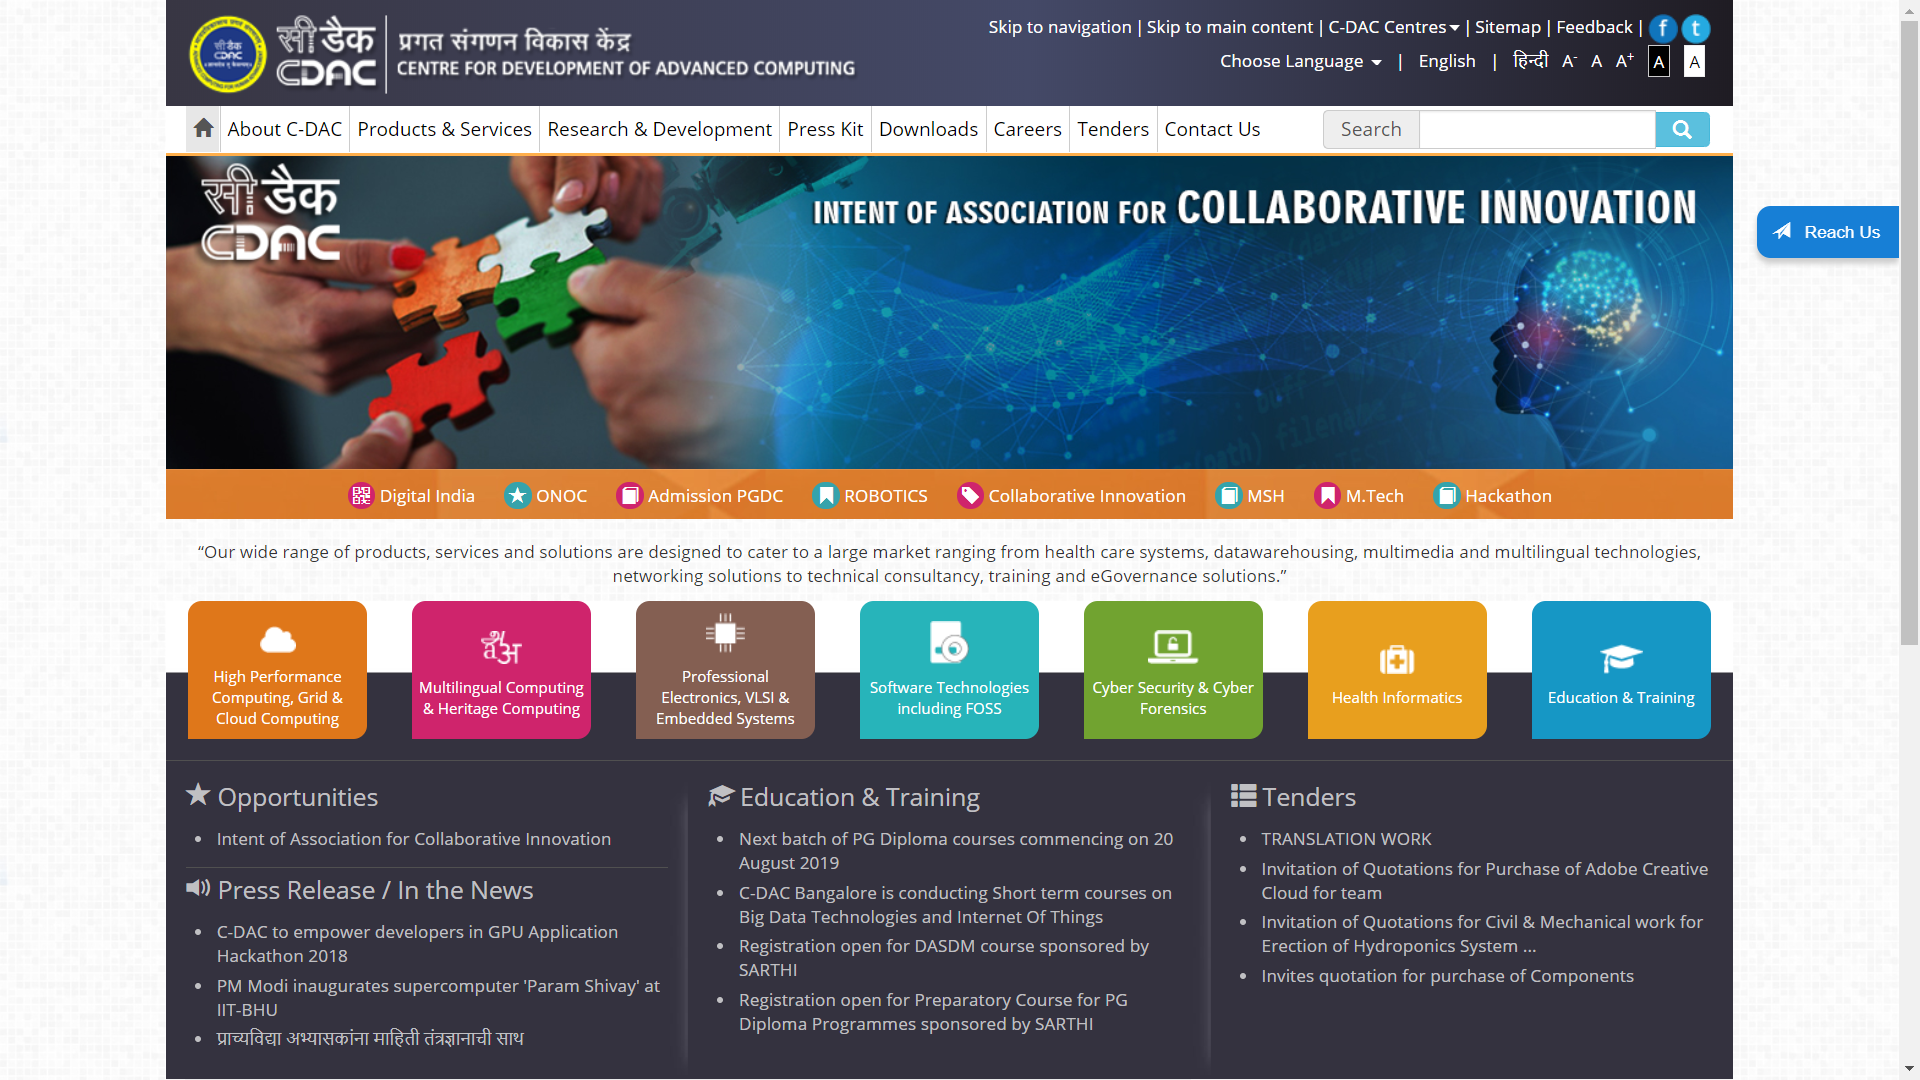 सी डैक
CDAC
सी डैक
CDAC
प्रगत संगणन विकास केंद्र
CENTRE FOR DEVELOPMENT OF ADVANCED COMPUTING
Skip to navigation | Skip to main content | C-DAC Centres | Sitemap | Feedback | f t
Choose Language | English | हिन्दी A- A A+ A A
About C-DAC Products & Services Research & Development Press Kit Downloads Careers Tenders Contact Us Search
सी डैक
CDAC
INTENT OF ASSOCIATION FOR COLLABORATIVE INNOVATION
Reach Us
Digital India ONOC Admission PGDC ROBOTICS Collaborative Innovation MSH M.Tech Hackathon
“Our wide range of products, services and solutions are designed to cater to a large market ranging from health care systems, datawarehousing, multimedia and multilingual technologies,
networking solutions to technical consultancy, training and eGovernance solutions.”
High Performance
Computing, Grid &
Cloud Computing
Multilingual Computing
& Heritage Computing
Professional
Electronics, VLSI &
Embedded Systems
Software Technologies
including FOSS
Cyber Security & Cyber
Forensics
Health Informatics
Education & Training
Opportunities
Intent of Association for Collaborative Innovation
Press Release / In the News
C-DAC to empower developers in GPU Application
Hackathon 2018
PM Modi inaugurates supercomputer 'Param Shivay' at
IIT-BHU
प्राच्यविद्या अभ्यासकांना माहिती तंत्रज्ञानाची साथ
Education & Training
Next batch of PG Diploma courses commencing on 20
August 2019
C-DAC Bangalore is conducting Short term courses on
Big Data Technologies and Internet Of Things
Registration open for DASDM course sponsored by
SARTHI
Registration open for Preparatory Course for PG
Diploma Programmes sponsored by SARTHI
Tenders
TRANSLATION WORK
Invitation of Quotations for Purchase of Adobe Creative
Cloud for team
Invitation of Quotations for Civil & Mechanical work for
Erection of Hydroponics System ...
Invites quotation for purchase of Components